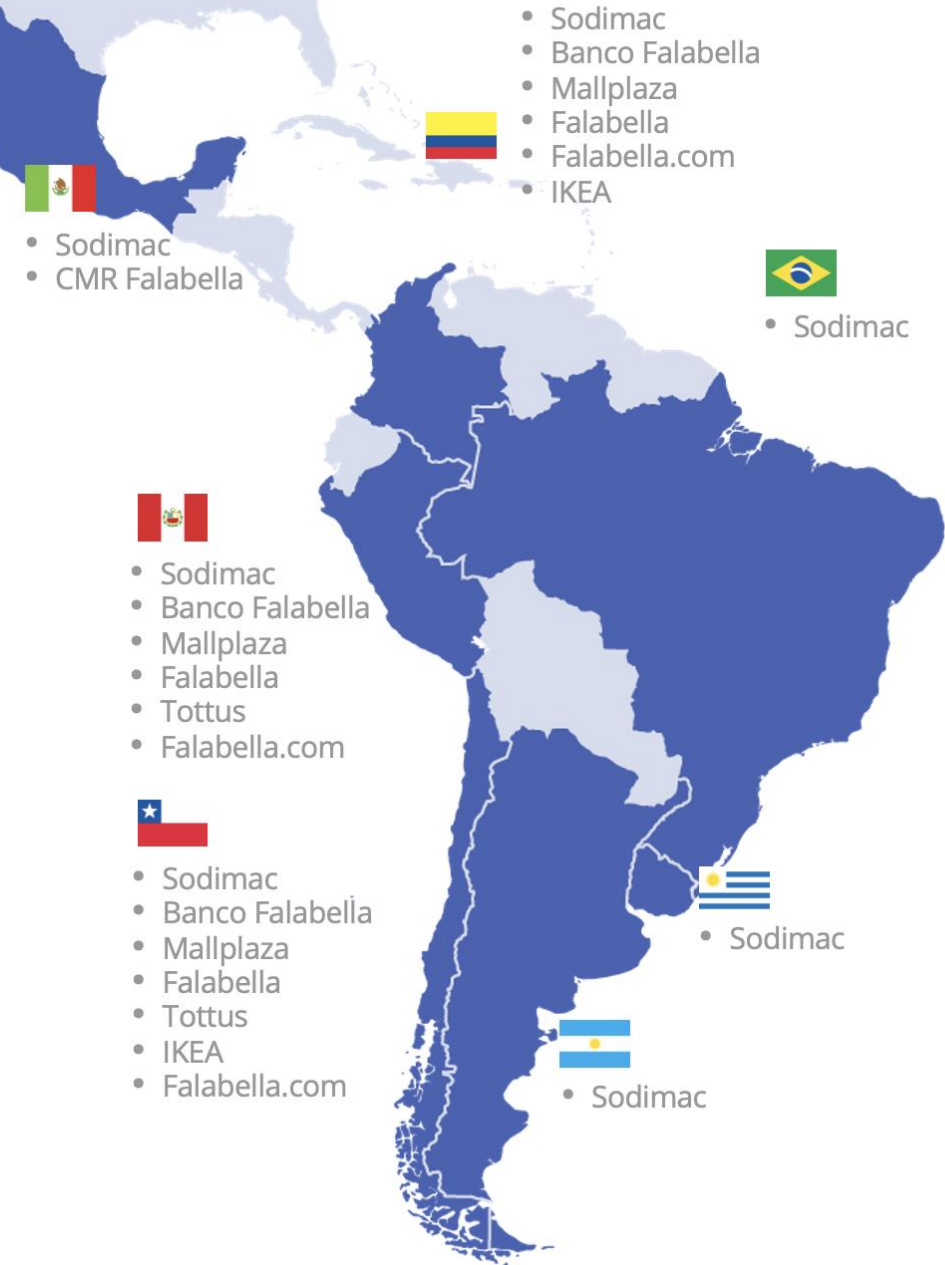 • Sodimac
• Banco Falabella
• Mallplaza
• Falabella
• Falabella.com
• IKEA
• Sodimac
• CMR Falabella
• Sodimac
• Sodimac
• Banco Falabella
• Mallplaza
• Falabella
• Tottus
• Falabella.com
• Sodimac
• Banco Falabella
• Mallplaza
• Falabella
• Tottus
• IKEA
• Falabella.com
• Sodimac
• Sodimac